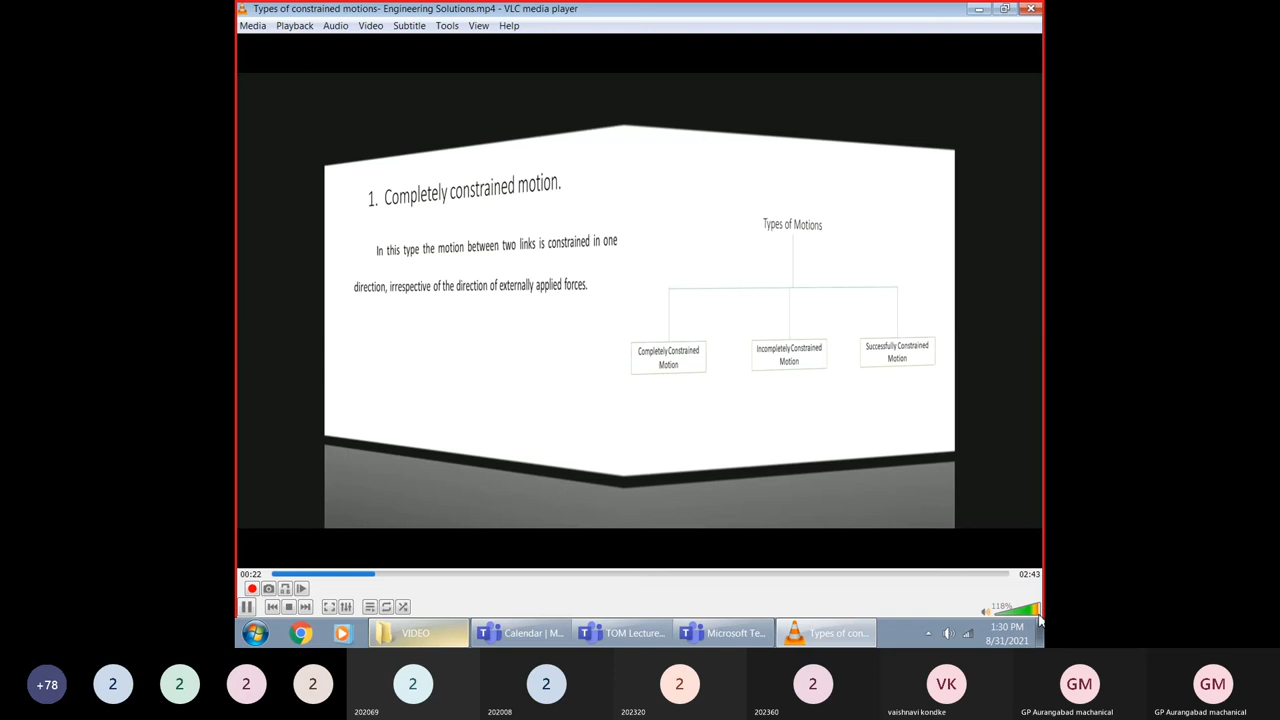 Types of constrained motions- Engineering Solutions.mp4 - VLC media player
Media Playback Audio Video Subtitle Tools View Help
1. Completely constrained motion.
In this type the motion between two links is constrained in one
direction, irrespective of the direction of externally applied forces.
Types of Motions
Completely Constrained
Motion
Incompletely Constrained
Motion
Successfully Constrained
Motion
00:22
02:43
118%
VIDEO
Calendar | M...
TOM Lecture...
Microsoft Te...
Types of con...
1:30 PM
8/31/2021
+78
2
2
2
2
2
202069
2
202008
2
202320
2
202360
VK
vaishnavi kondke
GM
GP Aurangabad machanical
GM
GP Aurangabad machanical